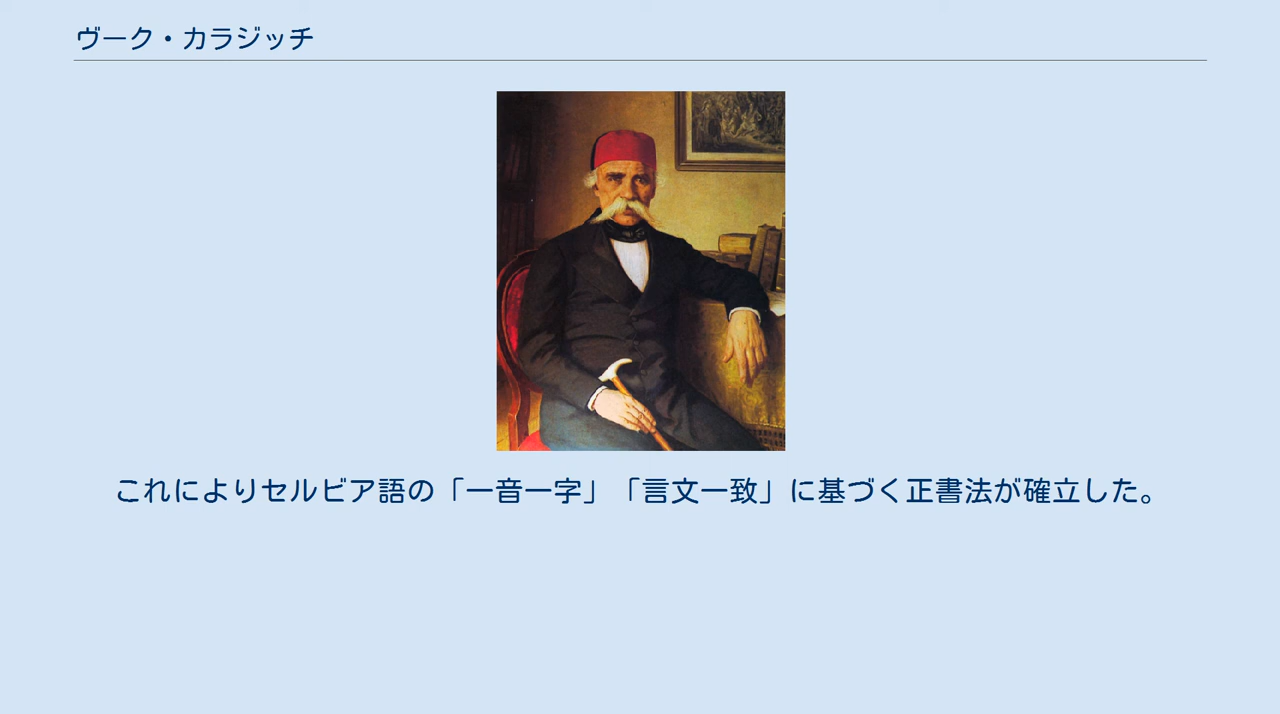 ヴーク・カラジッチ
これによりセルビア語の「一音一字」「言文一致」に基づく正書法が確立した。